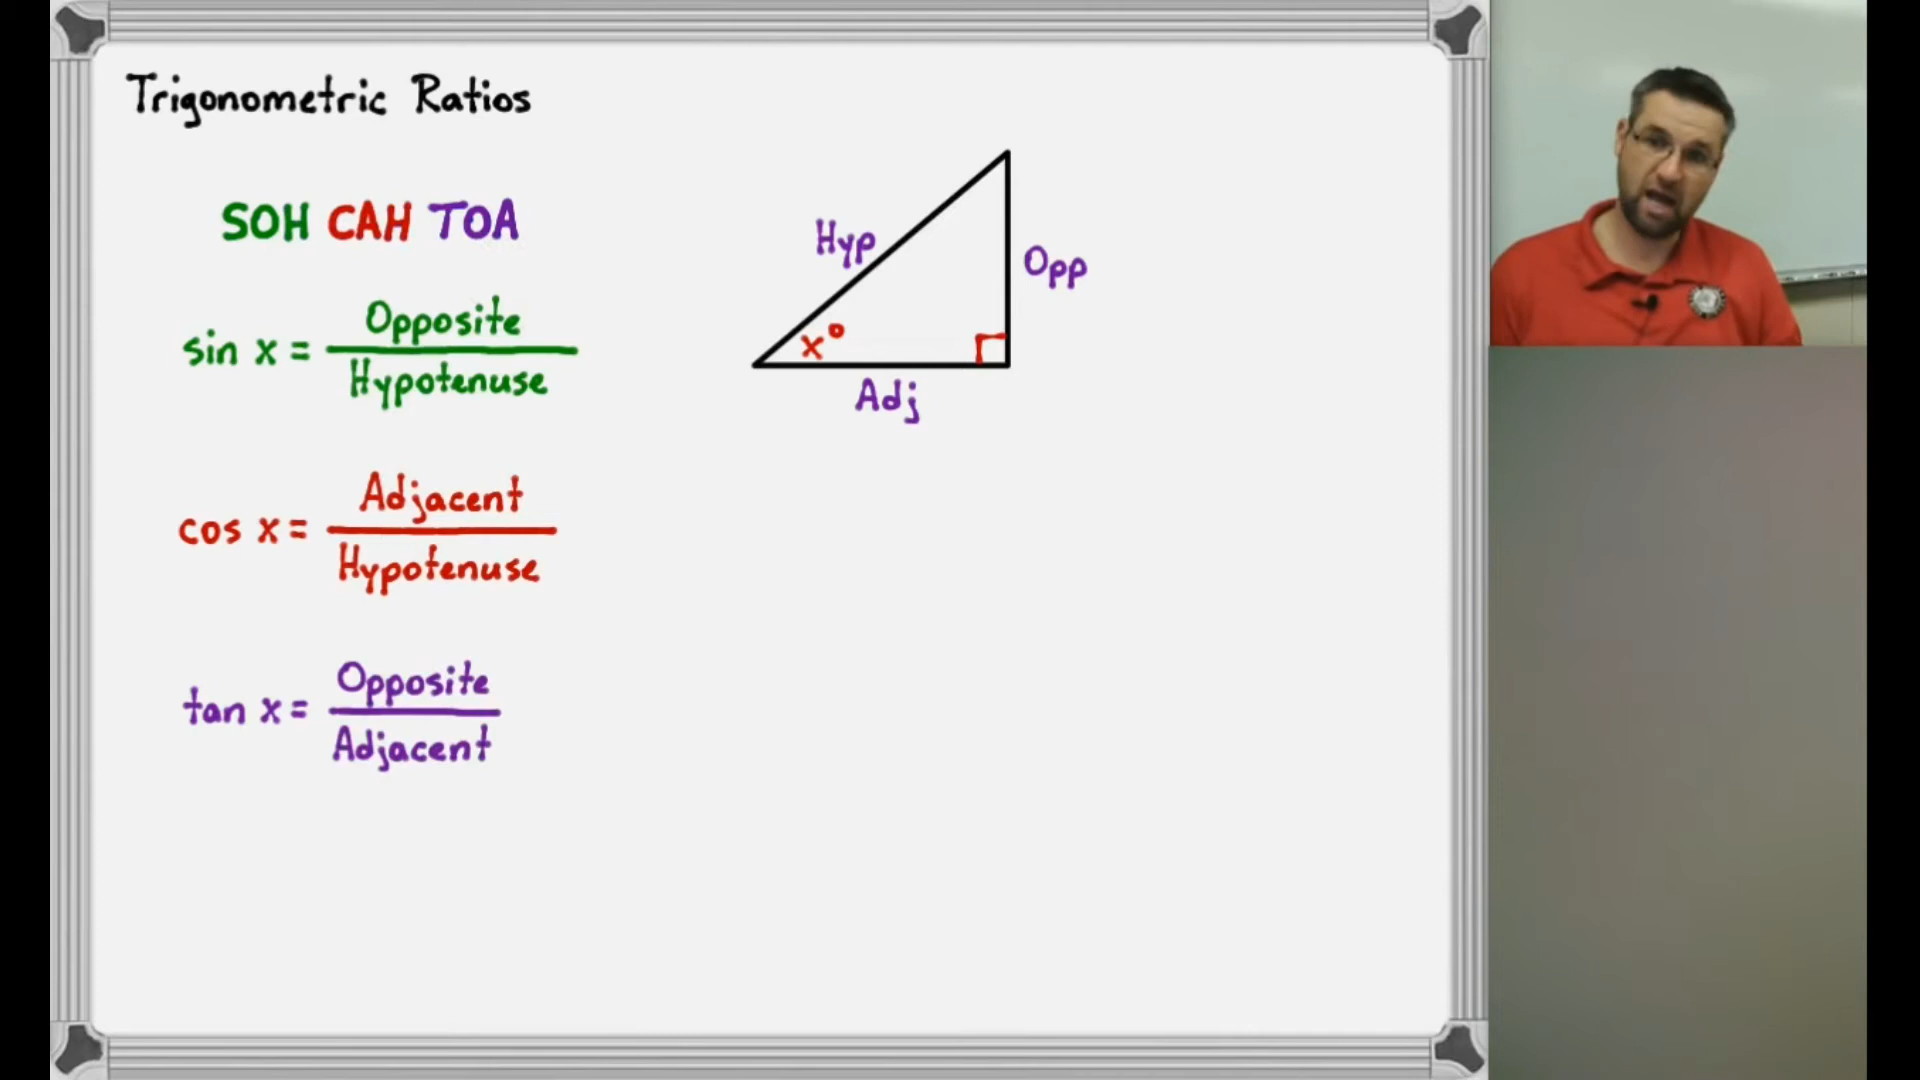 Trigonometric Ratios
SOH CAH TOA
sin x = Opposite
Hypotenuse
cos x = Adjacent
Hypotenuse
tan x = Opposite
Adjacent
Hyp
Opp
x°
Adj